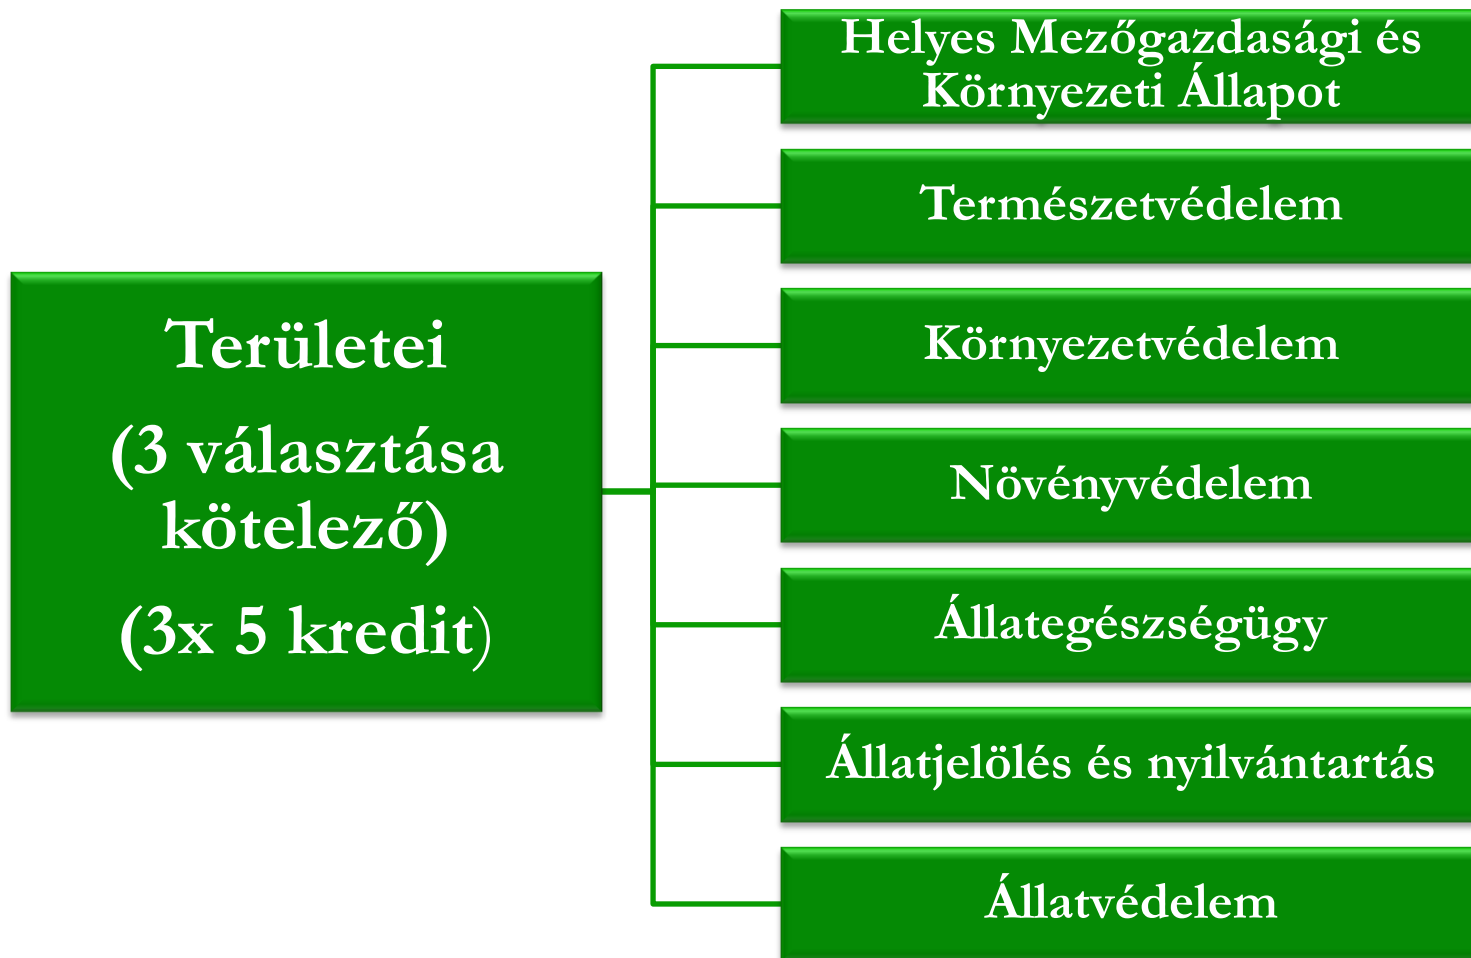 Helyes Mezőgazdasági és
Környezeti Állapot
Természetvédelem
Környezetvédelem
Növényvédelem
Állategészségügy
Állatjelölés és nyilvántartás
Állatvédelem
Területei
(3 választása
kötelező)
(3x 5 kredit)